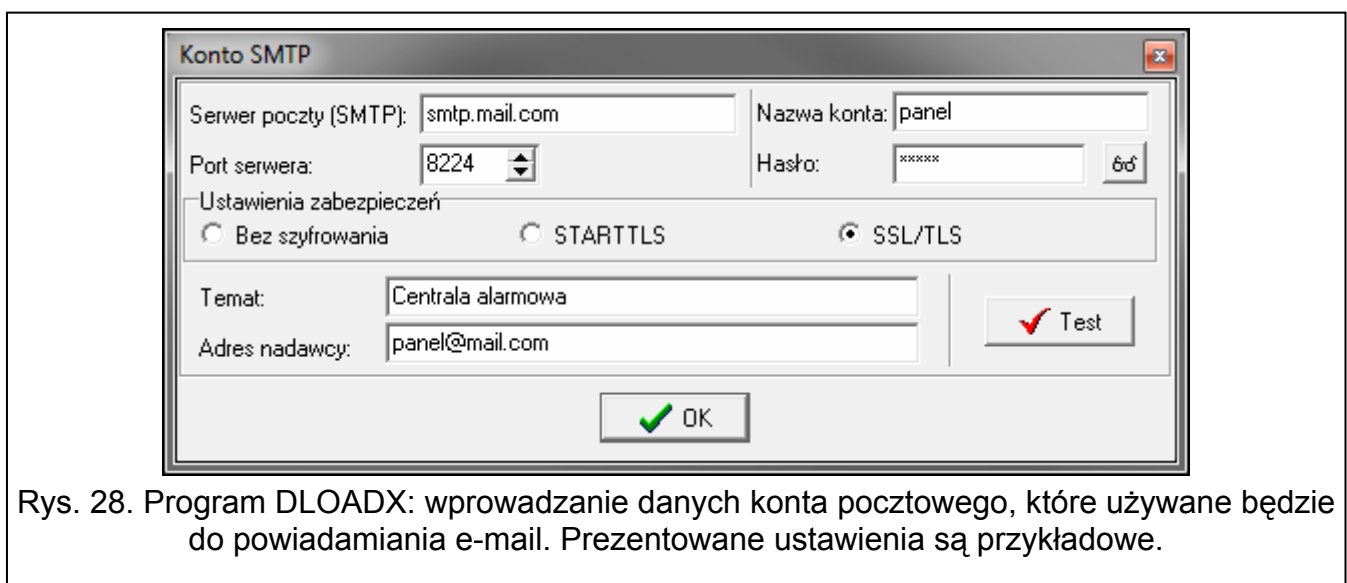 Konto SMTP
Serwer poczty (SMTP): smtp.mail.com
Nazwa konta: panel
Port serwera: 8224
Hasło: *****
Ustawienia zabezpieczeń
Bez szyfrowania STARTTLS SSL/TLS
Temat: Centrala alarmowa
Adres nadawcy: panel@mail.com
Test
OK
Rys. 28. Program DLOADX: wprowadzanie danych konta pocztowego, które używane będzie
do powiadamiania e-mail. Prezentowane ustawienia są przykładowe.